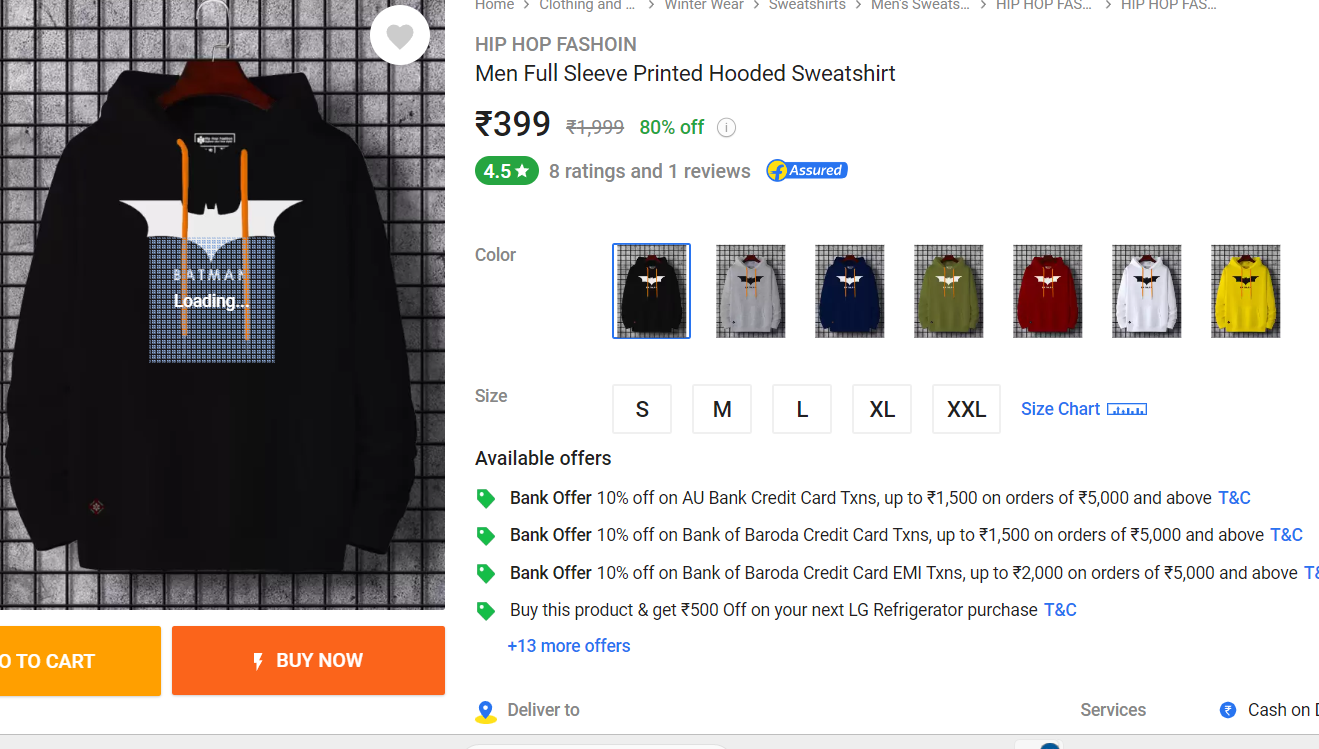 Home > Clothing and ... > Winter Wear > Sweatshirts > Men's Sweats... > HIP HOP FAS... > HIP HOP FAS...
HIP HOP FASHOIN
Men Full Sleeve Printed Hooded Sweatshirt
₹399 ₹1,999 80% off i
4.5★ 8 ratings and 1 reviews Assured
BATMAN
Loading...
Color
Size S M L XL XXL Size Chart
Available offers
Bank Offer 10% off on AU Bank Credit Card Txns, up to ₹1,500 on orders of ₹5,000 and above T&C
Bank Offer 10% off on Bank of Baroda Credit Card Txns, up to ₹1,500 on orders of ₹5,000 and above T&C
Bank Offer 10% off on Bank of Baroda Credit Card EMI Txns, up to ₹2,000 on orders of ₹5,000 and above T&
Buy this product & get ₹500 Off on your next LG Refrigerator purchase T&C
+13 more offers
O TO CART
BUY NOW
Deliver to
Services ₹ Cash on D